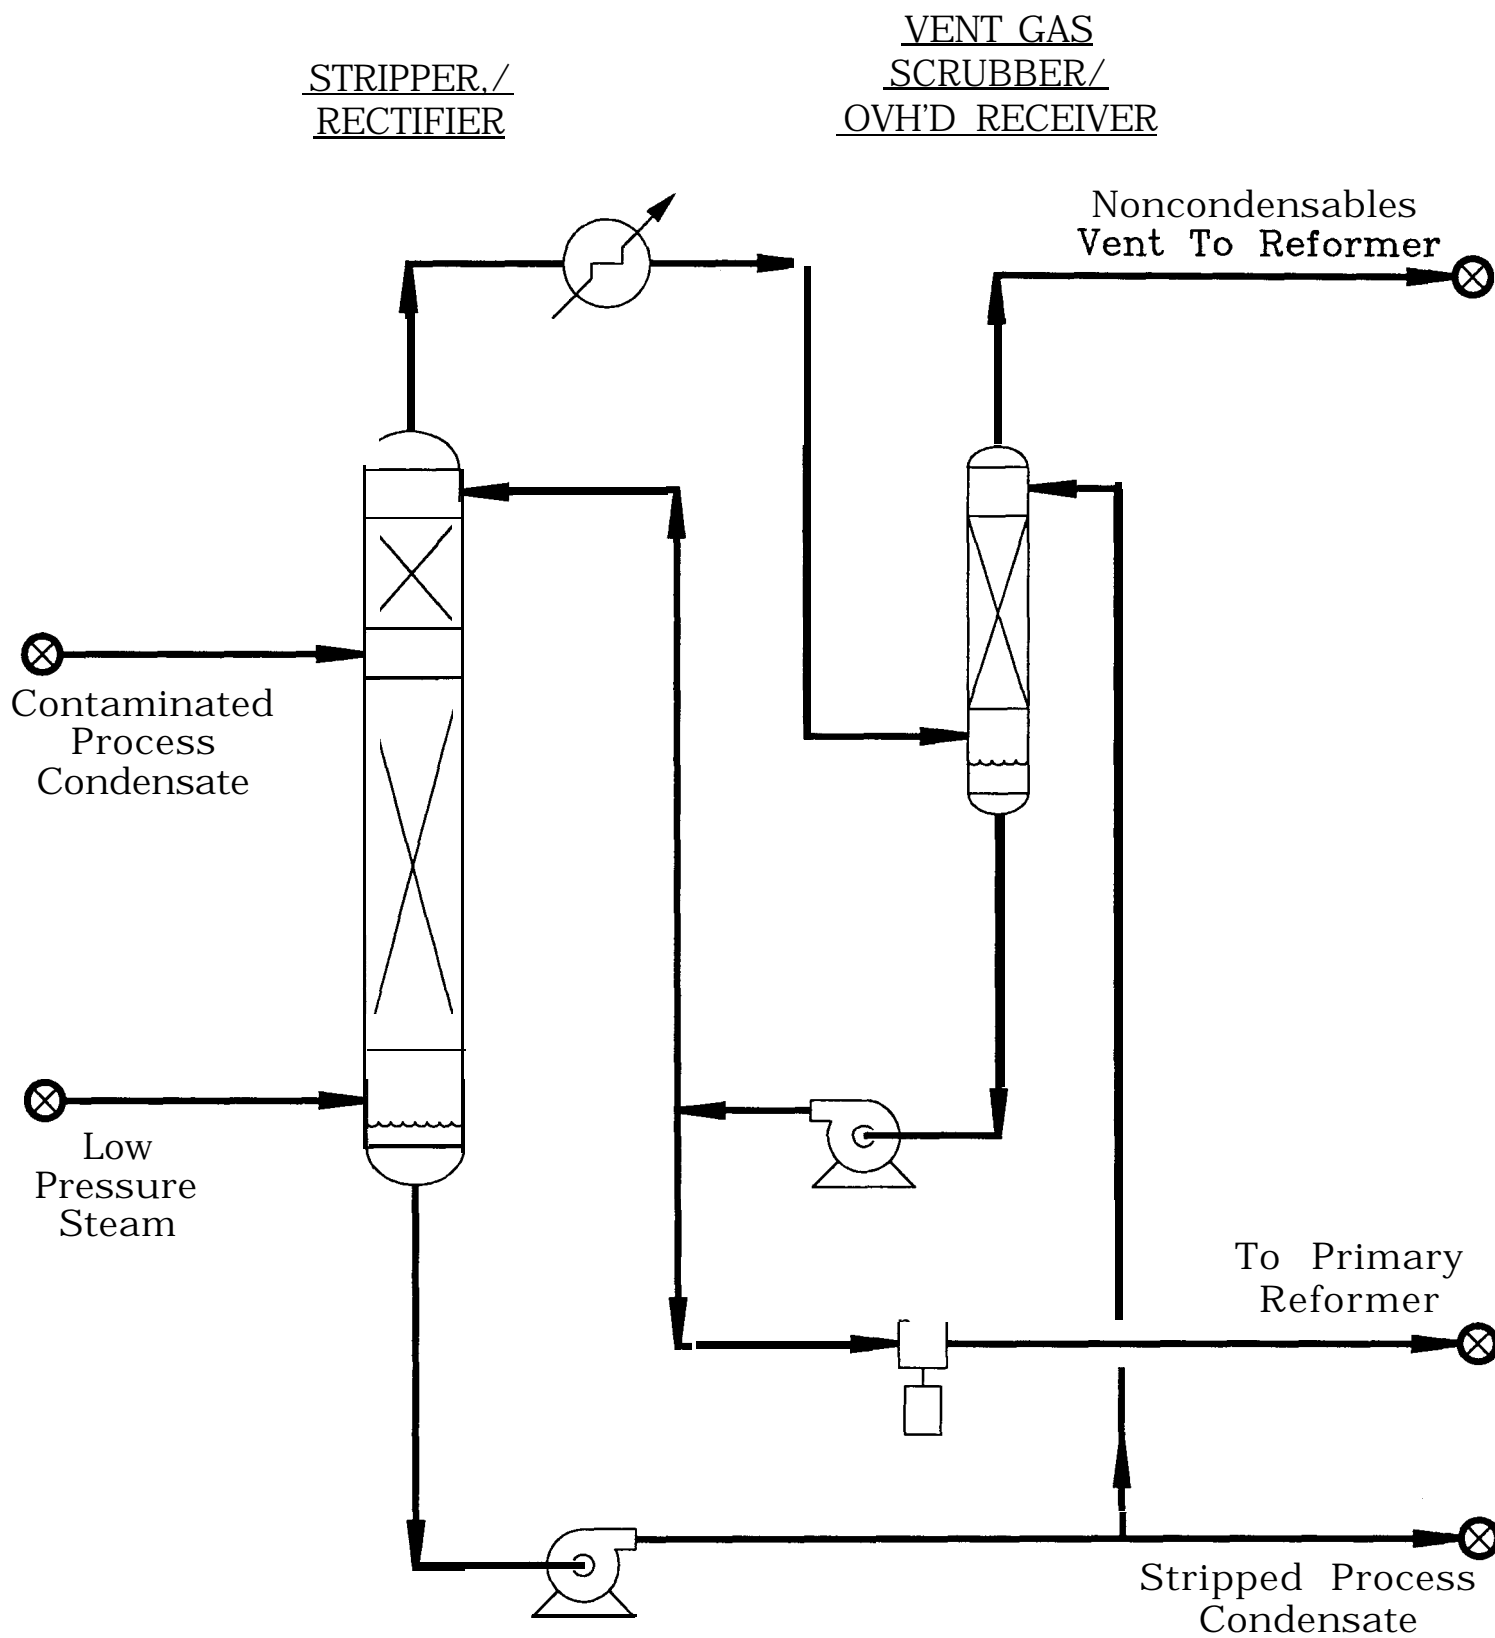 STRIPPER,/
RECTIFIER
VENT GAS
SCRUBBER/
OVH'D RECEIVER
Noncondensables
Vent To Reformer
Contaminated
Process
Condensate
Low
Pressure
Steam
To Primary
Reformer
Stripped Process
Condensate